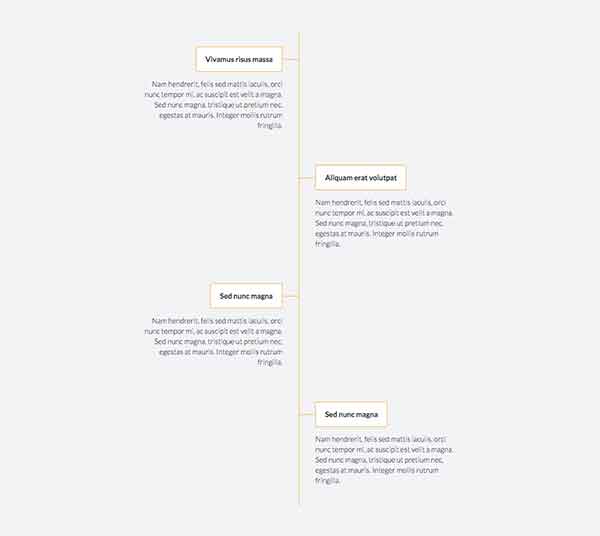 Vivamus risus massa
Nam hendrerit, felis sed mattis iaculis, orci
nunc tempor mi, ac suscipit est velit a magna.
Sed nunc magna, tristique ut pretium nec,
egestas at mauris. Integer mollis rutrum
fringilla.
Aliquam erat volutpat
Nam hendrerit, felis sed mattis iaculis, orci
nunc tempor mi, ac suscipit est velit a magna.
Sed nunc magna, tristique ut pretium nec,
egestas at mauris. Integer mollis rutrum
fringilla.
Sed nunc magna
Nam hendrerit, felis sed mattis iaculis, orci
nunc tempor mi, ac suscipit est velit a magna.
Sed nunc magna, tristique ut pretium nec,
egestas at mauris. Integer mollis rutrum
fringilla.
Sed nunc magna
Nam hendrerit, felis sed mattis iaculis, orci
nunc tempor mi, ac suscipit est velit a magna.
Sed nunc magna, tristique ut pretium nec,
egestas at mauris. Integer mollis rutrum
fringilla.